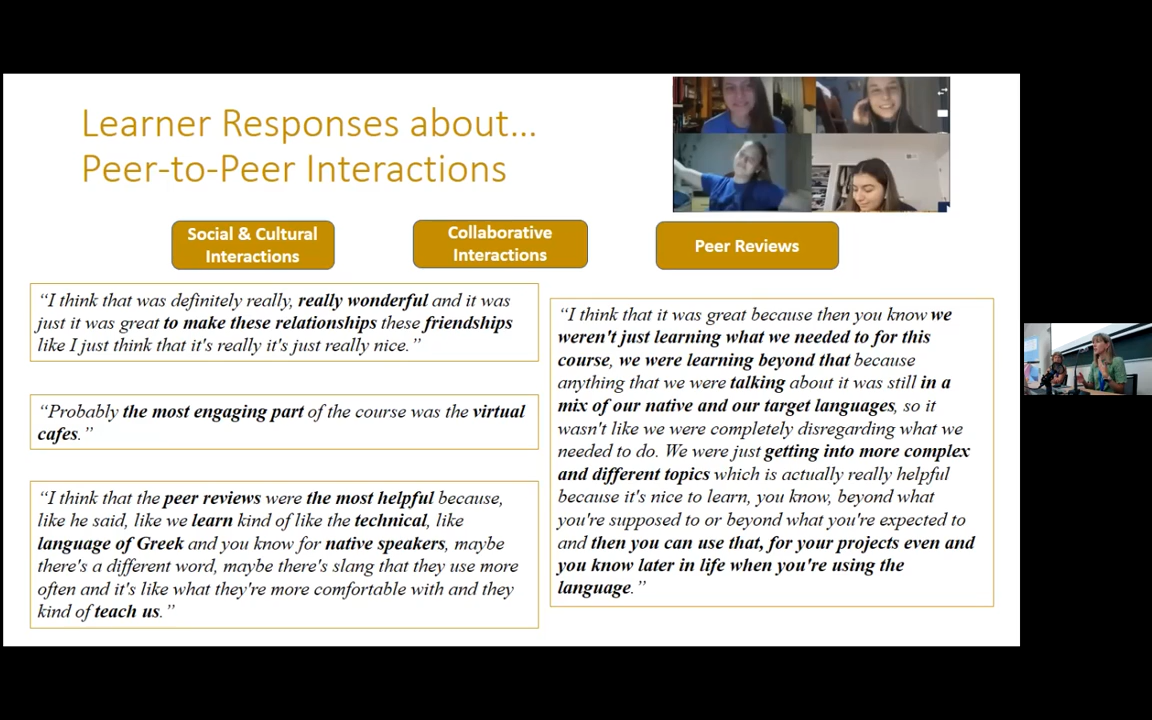 Learner Responses about...
Peer-to-Peer Interactions
Social & Cultural
Interactions
Collaborative
Interactions
Peer Reviews
“I think that was definitely really, really wonderful and it was
just it was great to make these relationships these friendships
like I just think that it's really it's just really nice.”
“Probably the most engaging part of the course was the virtual
cafes.”
“I think that the peer reviews were the most helpful because,
like he said, like we learn kind of like the technical, like
language of Greek and you know for native speakers, maybe
there's a different word, maybe there's slang that they use more
often and it's like what they're more comfortable with and they
kind of teach us.”
“I think that it was great because then you know we
weren't just learning what we needed to for this
course, we were learning beyond that because
anything that we were talking about it was still in a
mix of our native and our target languages, so it
wasn't like we were completely disregarding what we
needed to do. We were just getting into more complex
and different topics which is actually really helpful
because it's nice to learn, you know, beyond what
you're supposed to or beyond what you're expected to
and then you can use that, for your projects even and
you know later in life when you're using the
language.”